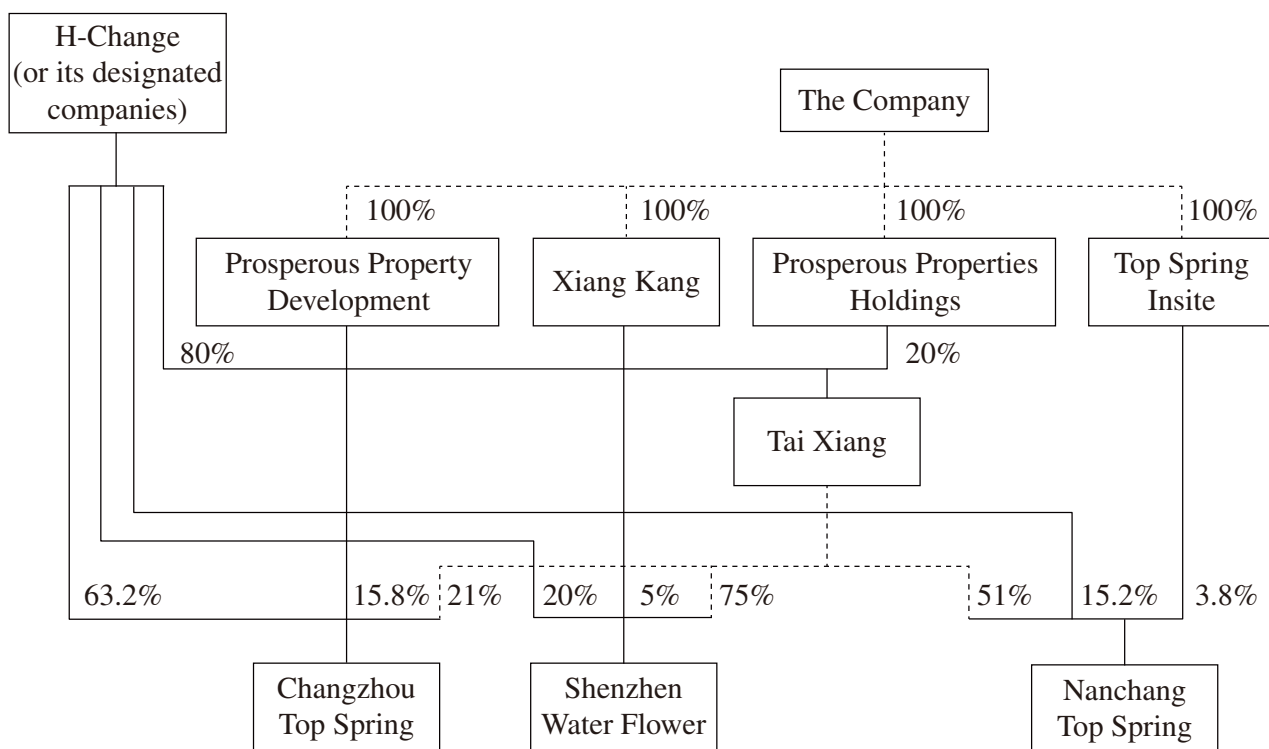 H-Change
(or its designated
companies)
The Company
100%
100%
100%
100%
Prosperous Property
Development
Xiang Kang
Prosperous Properties
Holdings
Top Spring
Insite
80%
20%
Tai Xiang
63.2%
15.8%
21%
20%
5%
75%
51%
15.2%
3.8%
Changzhou
Top Spring
Shenzhen
Water Flower
Nanchang
Top Spring